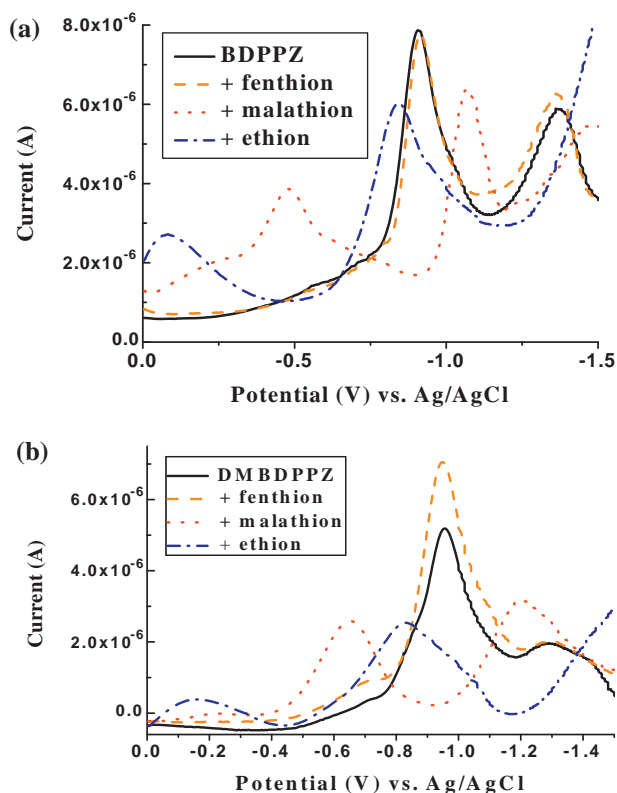 (a)
BDPPZ
+ fenthion
+ malathion
+ ethion
8.0x10⁻⁶
6.0x10⁻⁶
4.0x10⁻⁶
2.0x10⁻⁶
0.0
Current (A)
0.0 -0.5 -1.0 -1.5
Potential (V) vs. Ag/AgCl
(b)
DMBDPPZ
+ fenthion
+ malathion
+ ethion
6.0x10⁻⁶
4.0x10⁻⁶
2.0x10⁻⁶
0.0
Current (A)
0.0 -0.2 -0.4 -0.6 -0.8 -1.0 -1.2 -1.4
Potential (V) vs. Ag/AgCl